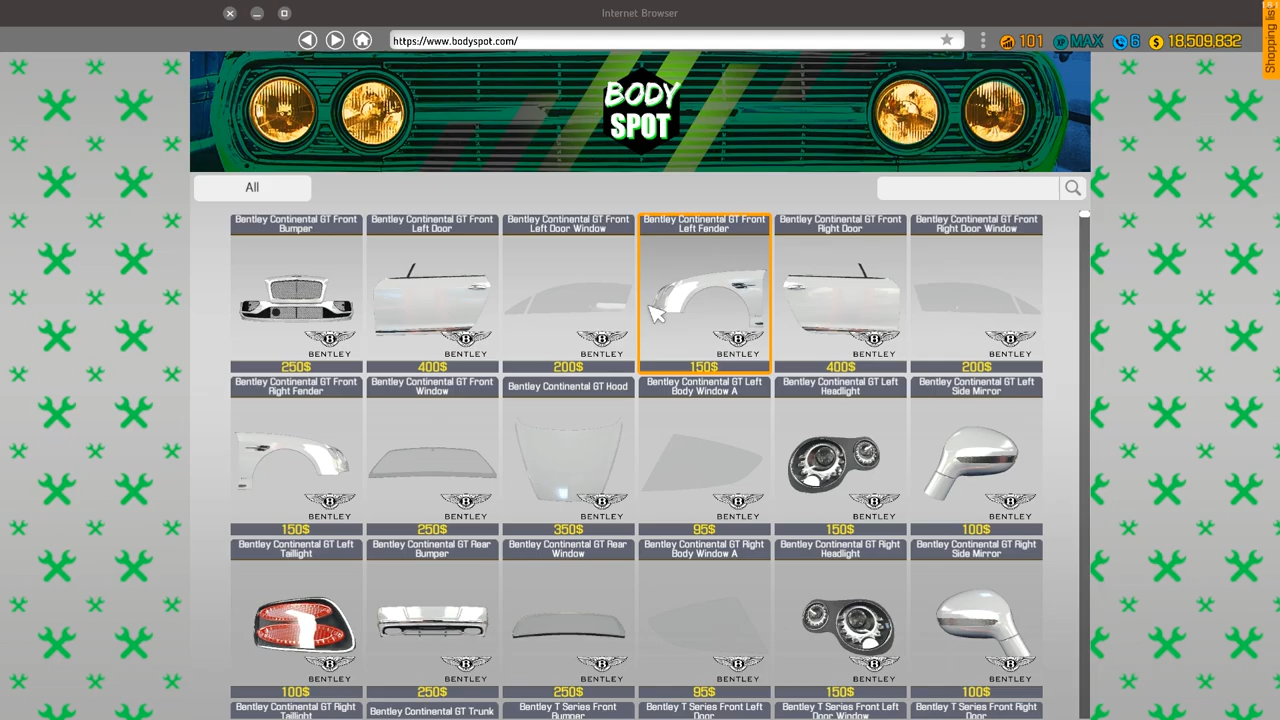 Internet Browser
https://www.bodyspot.com/
101
XP MAX
6
$ 18,509,832
Shopping list
BODY
SPOT
All
Bentley Continental GT Front
Bumper
Bentley Continental GT Front
Left Door
Bentley Continental GT Front
Left Door Window
Bentley Continental GT Front
Left Fender
Bentley Continental GT Front
Right Door
Bentley Continental GT Front
Right Door Window
B
BENTLEY
B
BENTLEY
B
BENTLEY
B
BENTLEY
B
BENTLEY
B
BENTLEY
250$
400$
200$
150$
400$
200$
Bentley Continental GT Front
Right Fender
Bentley Continental GT Front
Window
Bentley Continental GT Hood
Bentley Continental GT Left
Body Window A
Bentley Continental GT Left
Headlight
Bentley Continental GT Left
Side Mirror
B
BENTLEY
B
BENTLEY
B
BENTLEY
B
BENTLEY
B
BENTLEY
B
BENTLEY
150$
250$
350$
95$
150$
100$
Bentley Continental GT Left
Taillight
Bentley Continental GT Rear
Bumper
Bentley Continental GT Rear
Window
Bentley Continental GT Right
Body Window A
Bentley Continental GT Right
Headlight
Bentley Continental GT Right
Side Mirror
B
BENTLEY
B
BENTLEY
B
BENTLEY
B
BENTLEY
B
BENTLEY
B
BENTLEY
100$
250$
250$
95$
150$
100$
Bentley Continental GT Right
Taillight
Bentley Continental GT Trunk
Bentley T Series Front
Bumper
Bentley T Series Front Left
Door
Bentley T Series Front Left
Door Window
Bentley T Series Front Right
Door